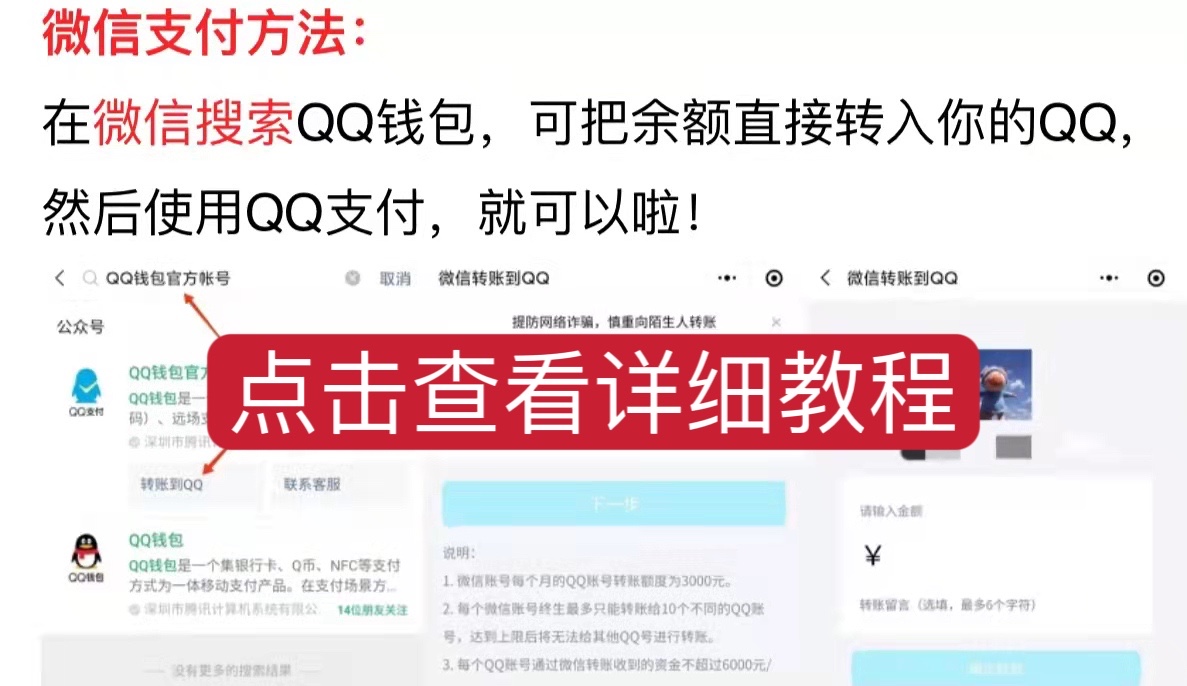 微信支付方法：
在微信搜索QQ钱包，可把余额直接转入你的QQ，
然后使用QQ支付，就可以啦！
QQ钱包官方帐号
取消
微信转账到QQ
微信转账到QQ
公众号
提防网络诈骗，慎重向陌生人转账
点击查看详细教程
QQ支付
QQ钱包官方
QQ钱包是一
码）、远场支
深圳市腾讯
转账到QQ
联系客服
QQ钱包
QQ钱包
QQ钱包是一个集银行卡、Q币、NFC等支付
方式为一体移动支付产品。在支付场景方...
深圳市腾讯计算机系统有限公
14位朋友关注
没有更多的搜索结果
下一步
说明：
1. 微信账号每个月的QQ账号转账额度为3000元。
2. 每个微信账号终生最多只能转账给10个不同的QQ账
号，达到上限后将无法给其他QQ号进行转账。
3. 每个QQ账号通过微信转账收到的资金不超过6000元/
请输入金额
¥
转账留言（选填，最多6个字符）